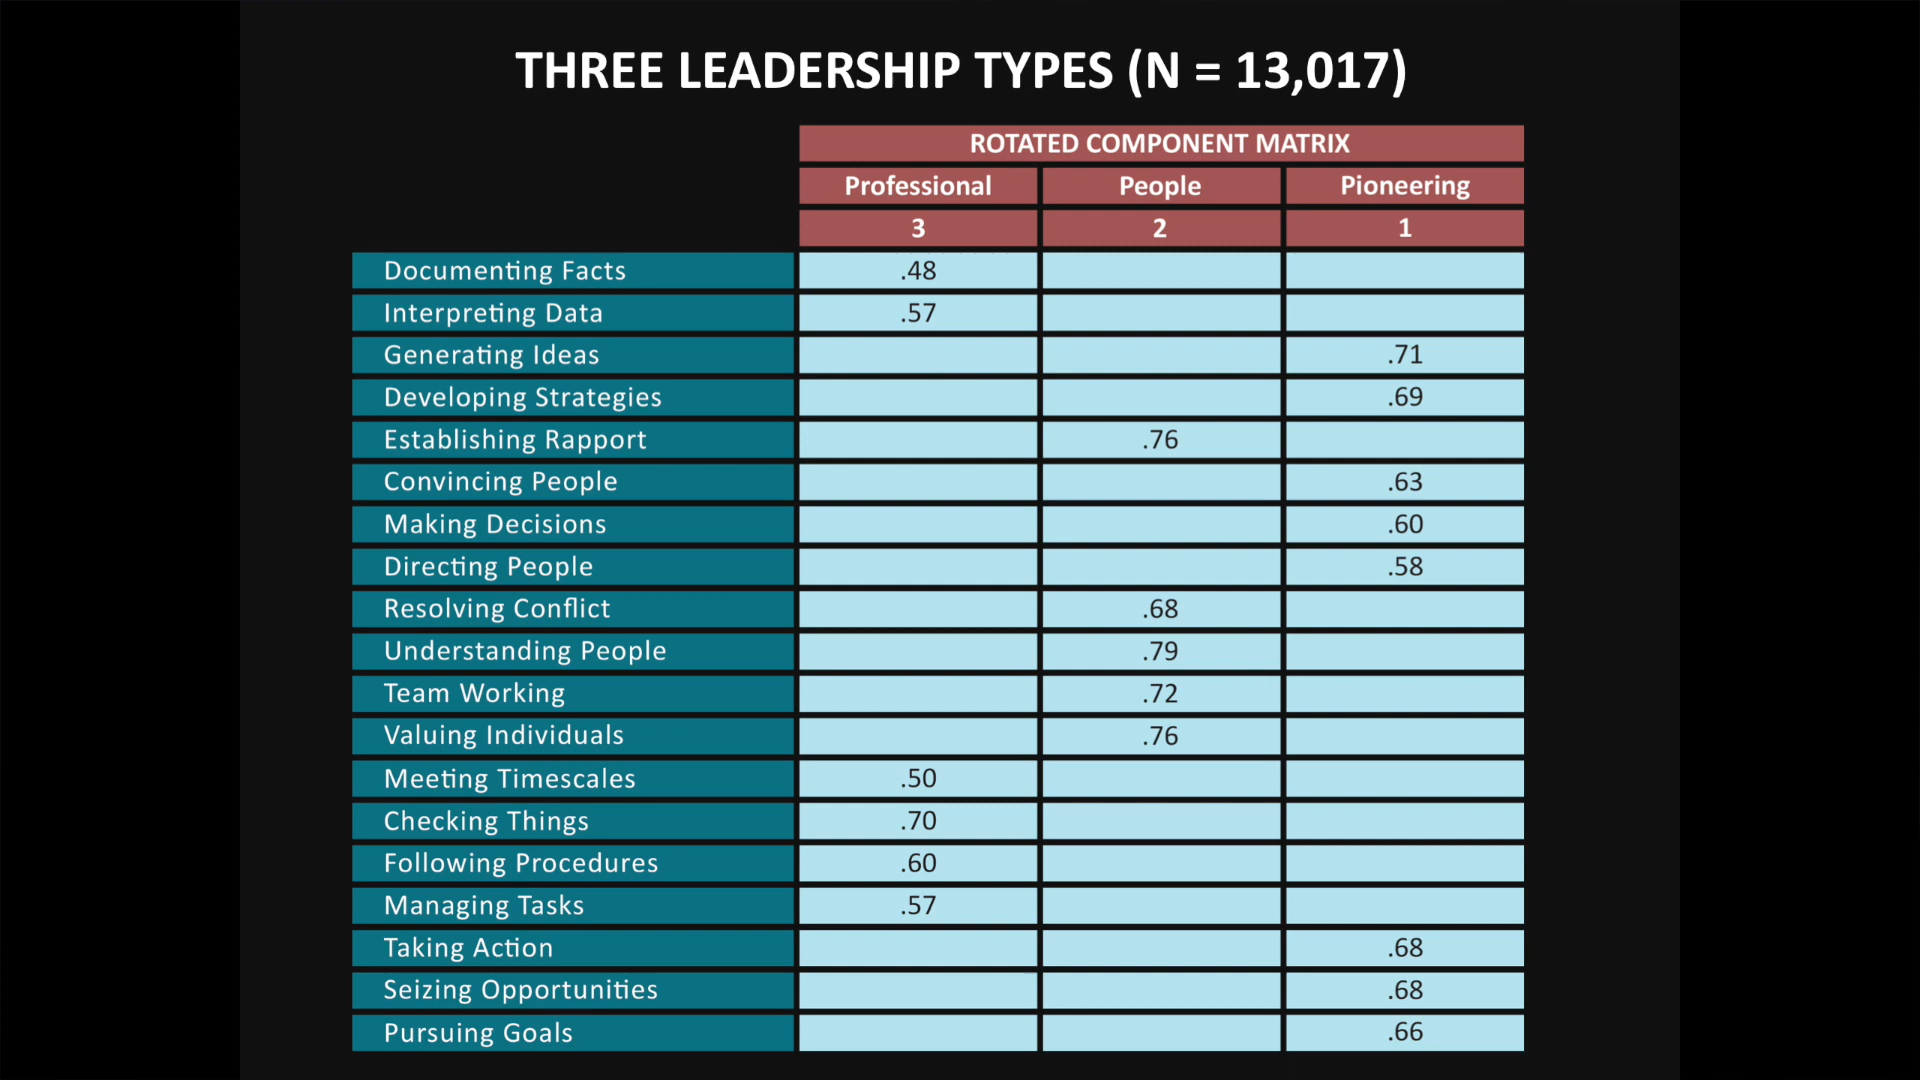 THREE LEADERSHIP TYPES (N = 13,017)
ROTATED COMPONENT MATRIX
Professional People Pioneering
3 2 1
Documenting Facts .48
Interpreting Data .57
Generating Ideas .71
Developing Strategies .69
Establishing Rapport .76
Convincing People .63
Making Decisions .60
Directing People .58
Resolving Conflict .68
Understanding People .79
Team Working .72
Valuing Individuals .76
Meeting Timescales .50
Checking Things .70
Following Procedures .60
Managing Tasks .57
Taking Action .68
Seizing Opportunities .68
Pursuing Goals .66